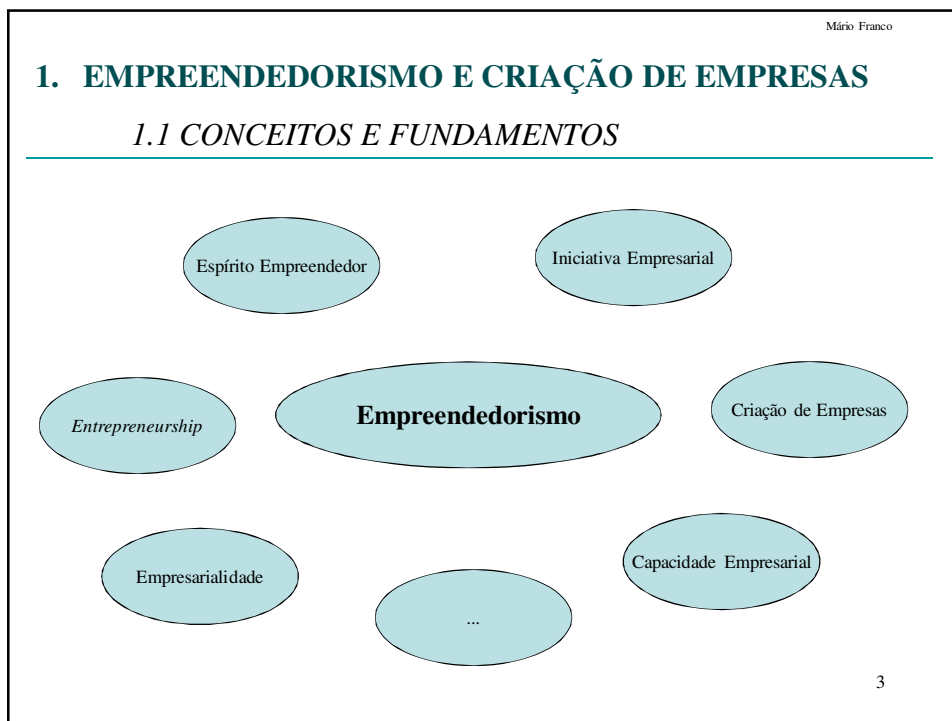 Mário Franco
1. EMPREENDEDORISMO E CRIAÇÃO DE EMPRESAS
1.1 CONCEITOS E FUNDAMENTOS
Espírito Empreendedor
Iniciativa Empresarial
Entrepreneurship
Empreendedorismo
Criação de Empresas
Empresarialidade
Capacidade Empresarial
...
3